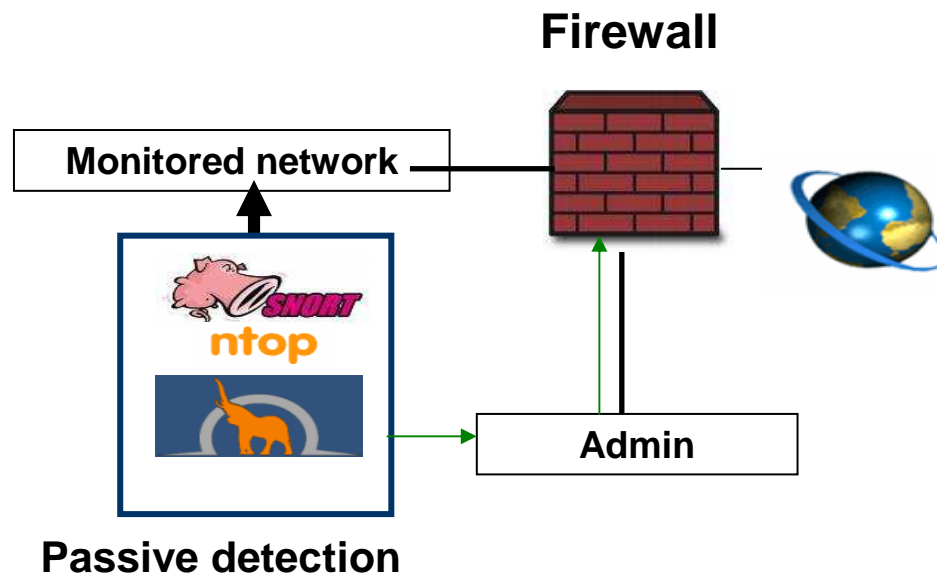 Firewall
Monitored network
SNORT
ntop
Admin
Passive detection